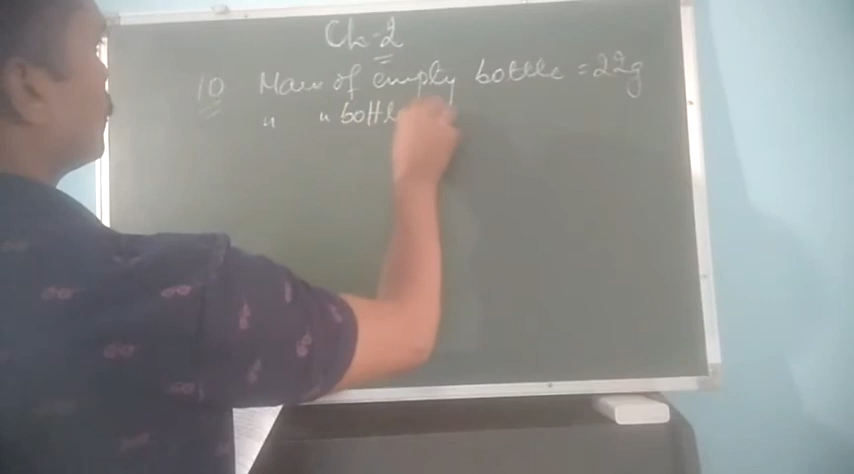 Ch-2
10 Mass of empty bottle = 22g
" " bottle